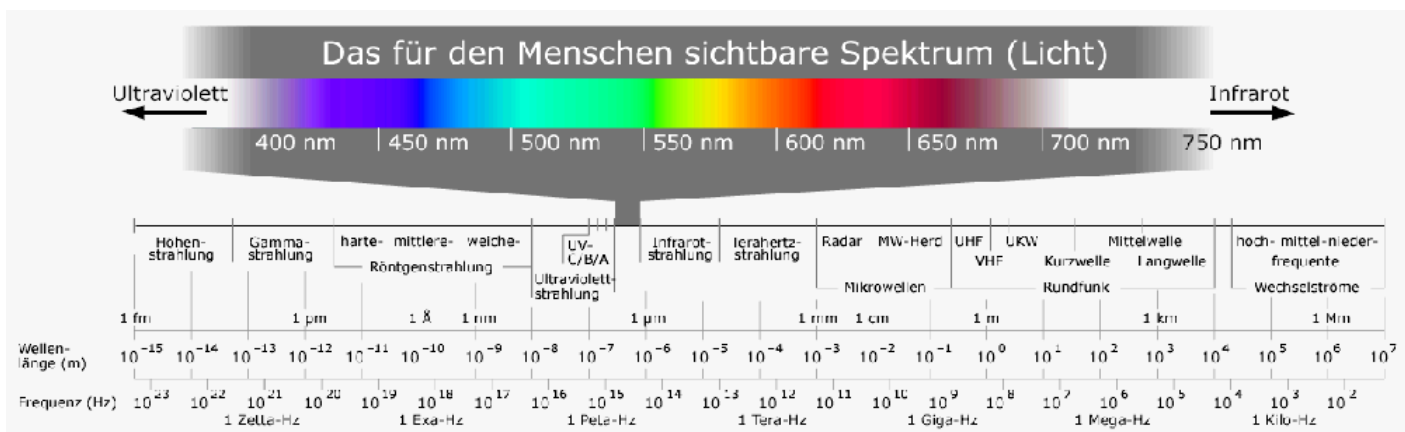 Das für den Menschen sichtbare Spektrum (Licht)
Ultraviolett
Infrarot
400 nm 450 nm 500 nm 550 nm 600 nm 650 nm 700 nm 750 nm
Höhen- Gamma- harte- mittlere- weiche- UV- Infrarot- Terahertz- Radar MW-Herd UHF UKW Mittelwelle hoch- mittel-nieder-
strahlung strahlung C/B/A strahlung strahlung VHF Kurzwelle Langwelle frequente
Röntgenstrahlung Ultraviolett- Mikrowellen Rundfunk Wechselströme
strahlung
1 fm 1 pm 1 Å 1 nm 1 µm 1 mm 1 cm 1 m 1 km 1 Mm
Wellen-
länge (m) 10⁻¹⁵ 10⁻¹⁴ 10⁻¹³ 10⁻¹² 10⁻¹¹ 10⁻¹⁰ 10⁻⁹ 10⁻⁸ 10⁻⁷ 10⁻⁶ 10⁻⁵ 10⁻⁴ 10⁻³ 10⁻² 10⁻¹ 10⁰ 10¹ 10² 10³ 10⁴ 10⁵ 10⁶ 10⁷
Frequenz (Hz) 10²³ 10²² 10²¹ 10²⁰ 10¹⁹ 10¹⁸ 10¹⁷ 10¹⁶ 10¹⁵ 10¹⁴ 10¹³ 10¹² 10¹¹ 10¹⁰ 10⁹ 10⁸ 10⁷ 10⁶ 10⁵ 10⁴ 10³ 10²
1 Zetta-Hz 1 Exa-Hz 1 Peta-Hz 1 Tera-Hz 1 Giga-Hz 1 Mega-Hz 1 Kilo-Hz